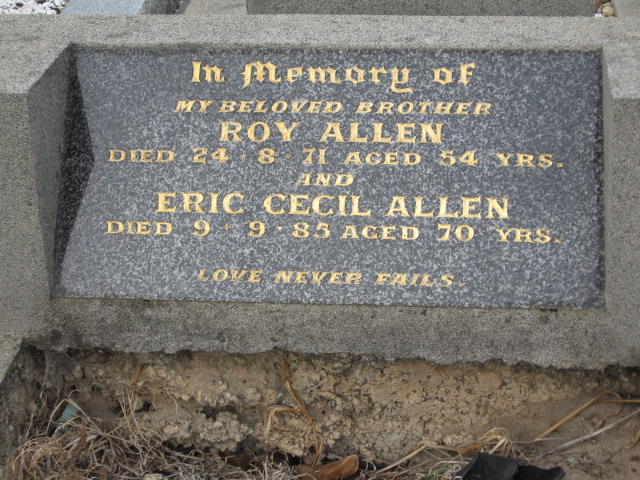 In Memory of
MY BELOVED BROTHER
ROY ALLEN
DIED 24·8·71 AGED 54 YRS.
AND
ERIC CECIL ALLEN
DIED 9·9·85 AGED 70 YRS.
LOVE NEVER FAILS.